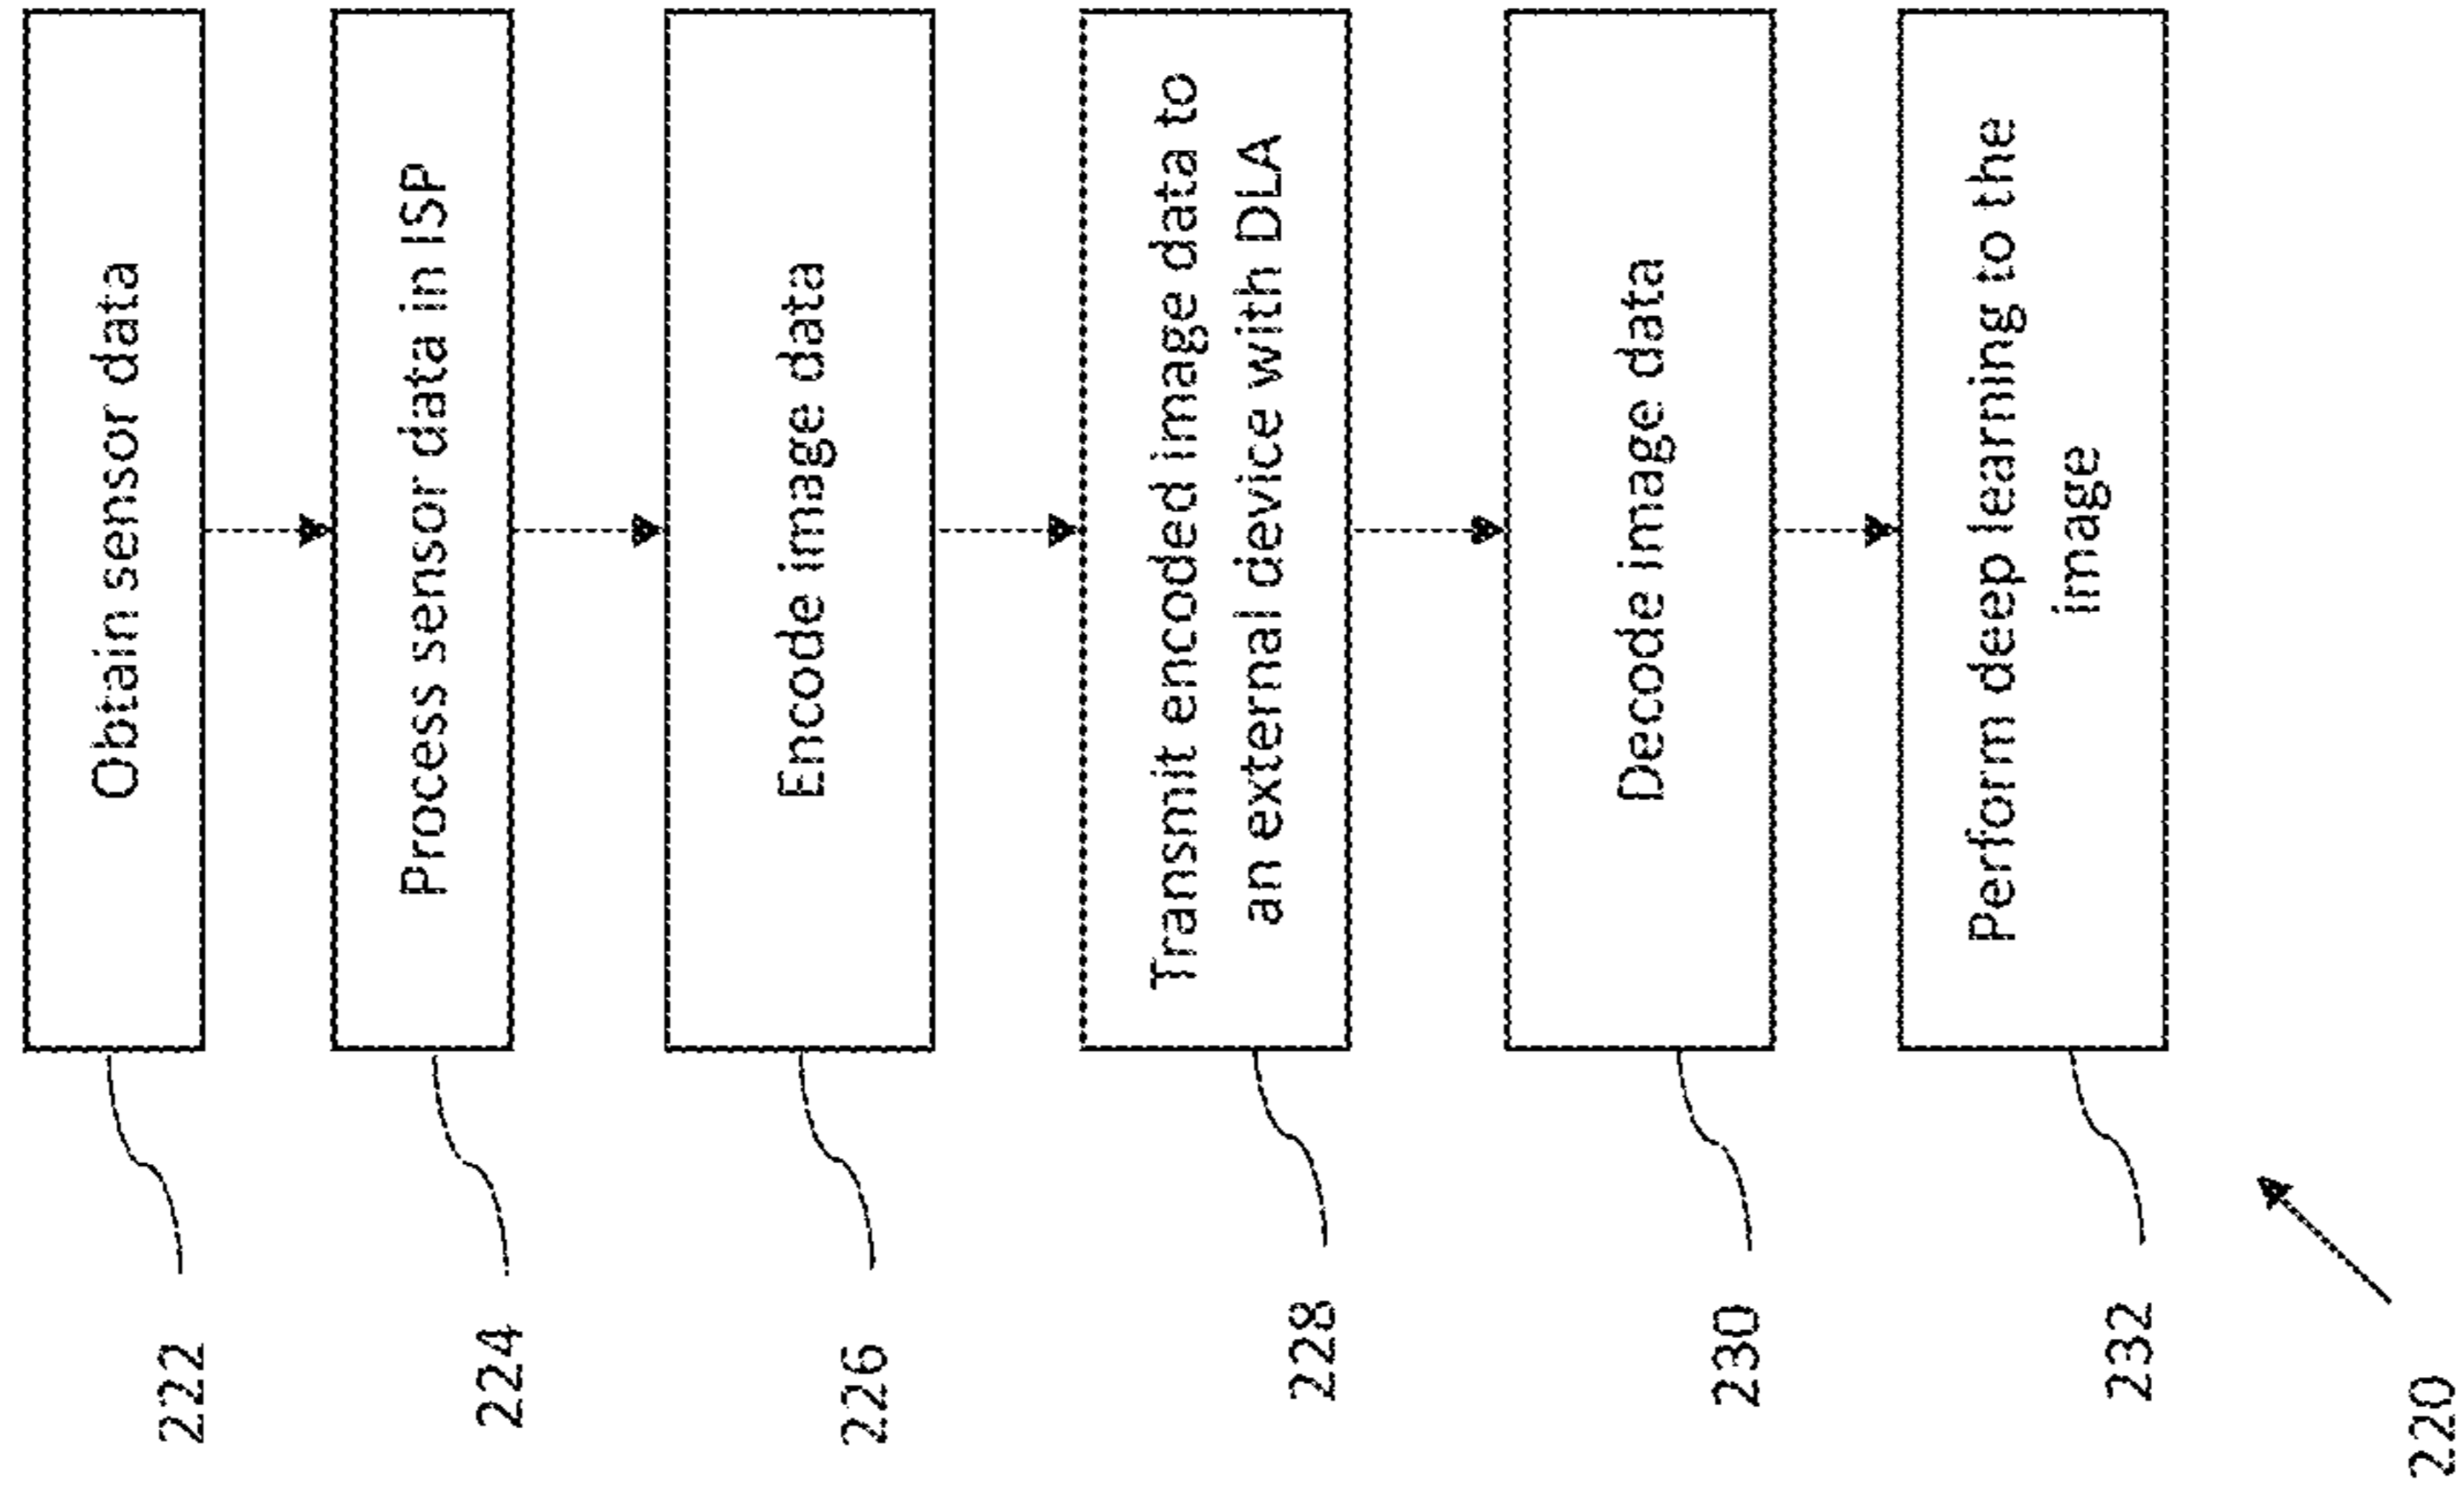 222
Obtain sensor data
224
Process sensor data in ISP
226
Encode image data
228
Transmit encoded image data to
an external device with DLA
230
Decode image data
232
Perform deep learning to the
image
220